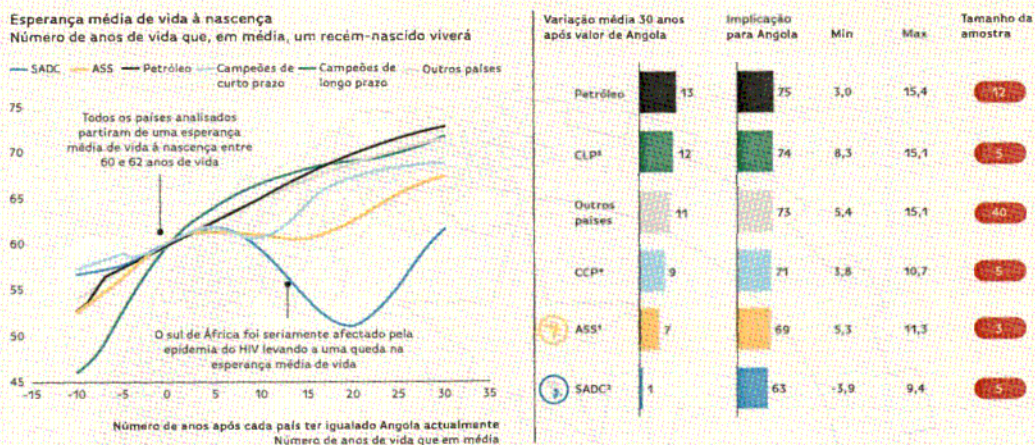 Esperança média de vida à nascença
Número de anos de vida que, em média, um recém-nascido viverá
SADC ASS Petróleo Campeões de curto prazo Campeões de longo prazo Outros países
75
70
65
60
55
50
45
Todos os países analisados
partiram de uma esperança
média de vida à nascença entre
60 e 62 anos de vida
O sul de África foi seriamente afectado pela
epidemia do HIV levando a uma queda na
esperança média de vida
-15 -10 -5 0 5 10 15 20 25 30 35
Número de anos após cada país ter igualado Angola actualmente
Número de anos de vida que em média
Variação média 30 anos
após valor de Angola
Implicação
para Angola
Min
Max
Tamanho da
amostra
Petróleo 13 75 3,0 15,4 12
CLP⁵ 12 74 8,3 15,1 5
Outros
países 11 73 5,4 15,1 40
CCP⁴ 9 71 3,8 10,7 5
ASS¹ 7 69 5,3 11,3 3
SADC² 1 63 -3,9 9,4 5